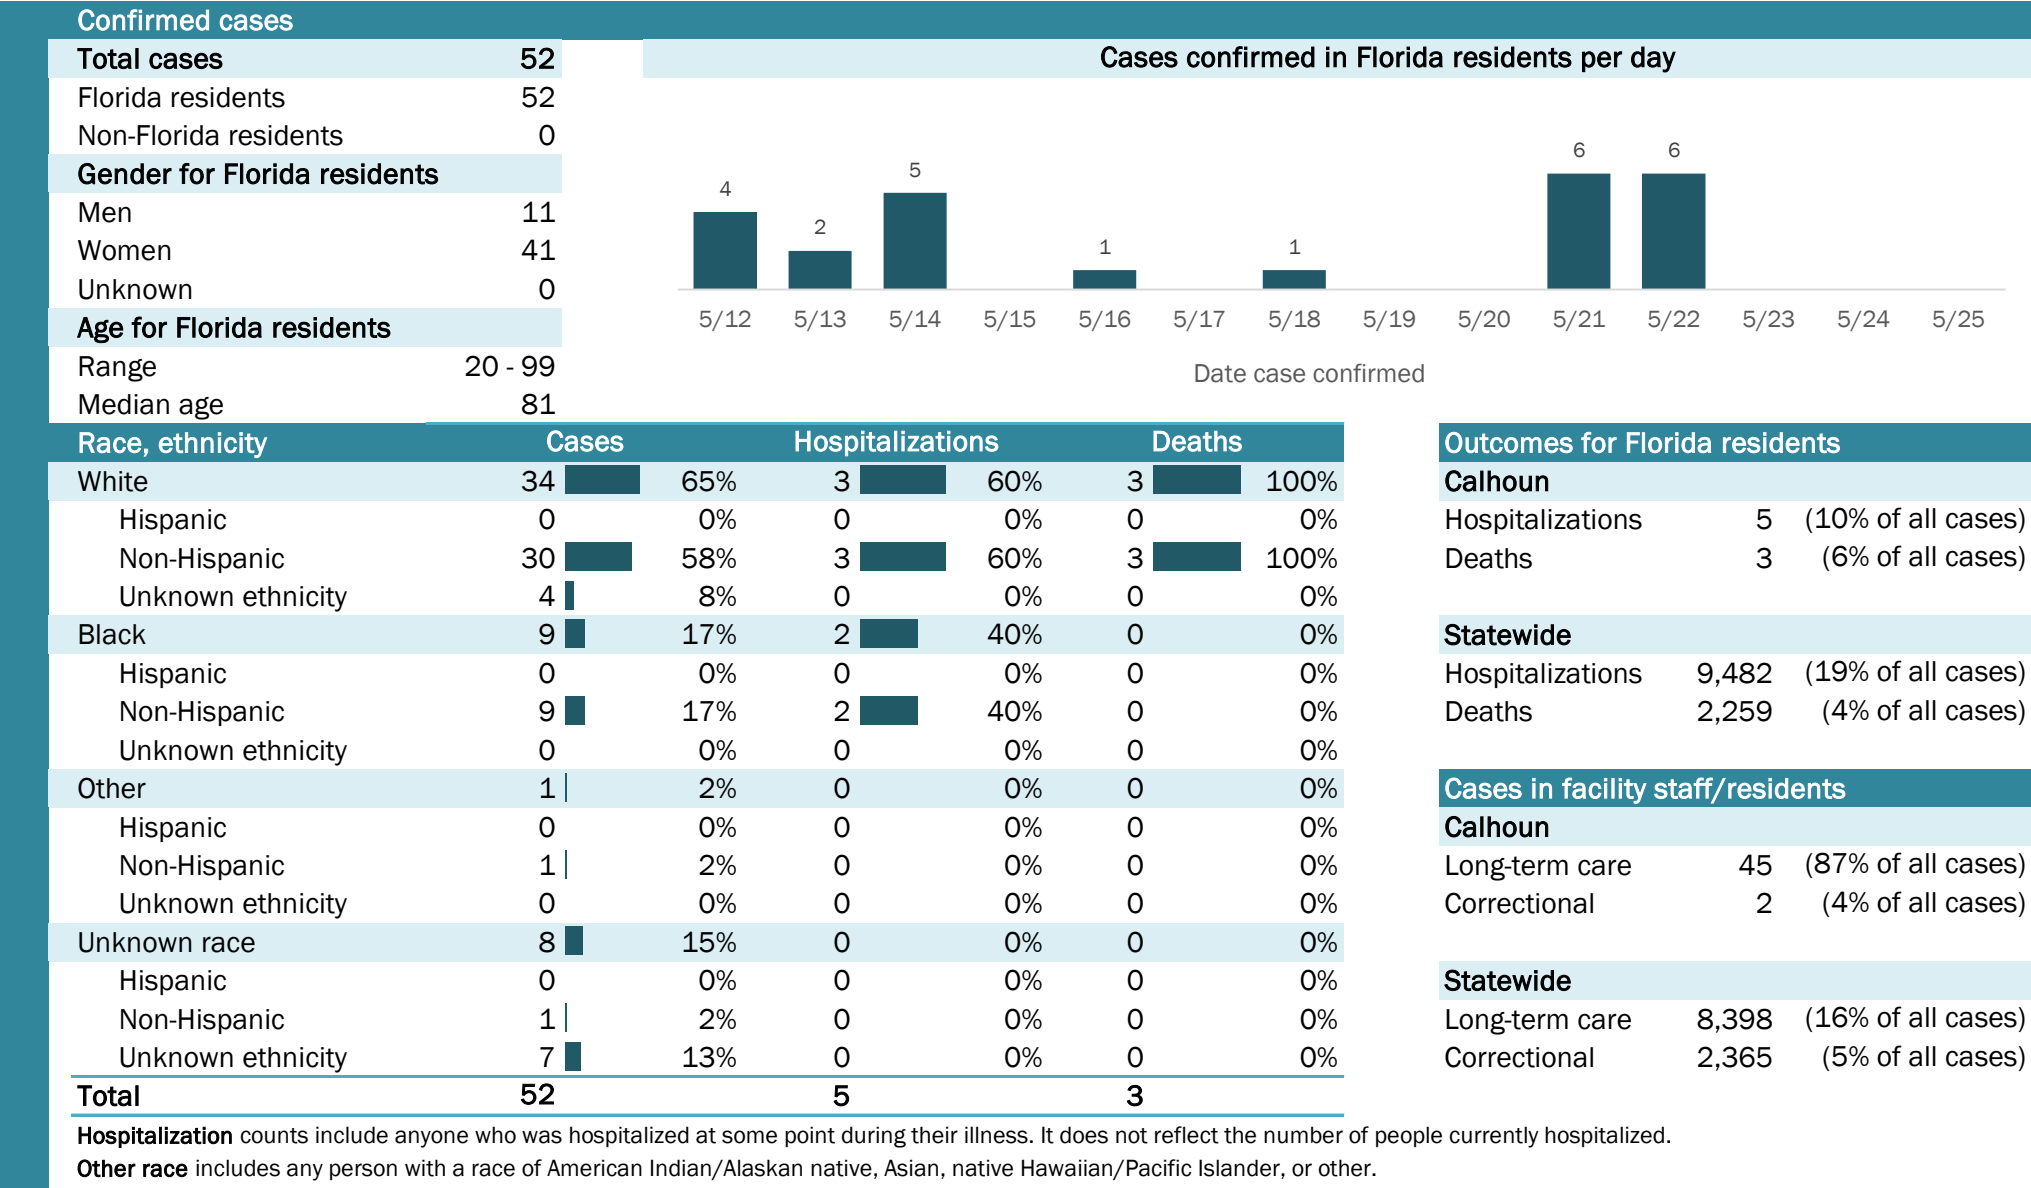 Confirmed cases
Total cases 52
Florida residents 52
Non-Florida residents 0
Gender for Florida residents
Men 11
Women 41
Unknown 0
Age for Florida residents
Range 20 - 99
Median age 81
Cases confirmed in Florida residents per day
4 2 5 1 1 6 6
5/12 5/13 5/14 5/15 5/16 5/17 5/18 5/19 5/20 5/21 5/22 5/23 5/24 5/25
Date case confirmed
Race, ethnicity Cases Hospitalizations Deaths
White 34 65% 3 60% 3 100%
Hispanic 0 0% 0 0% 0 0%
Non-Hispanic 30 58% 3 60% 3 100%
Unknown ethnicity 4 8% 0 0% 0 0%
Black 9 17% 2 40% 0 0%
Hispanic 0 0% 0 0% 0 0%
Non-Hispanic 9 17% 2 40% 0 0%
Unknown ethnicity 0 0% 0 0% 0 0%
Other 1 2% 0 0% 0 0%
Hispanic 0 0% 0 0% 0 0%
Non-Hispanic 1 2% 0 0% 0 0%
Unknown ethnicity 0 0% 0 0% 0 0%
Unknown race 8 15% 0 0% 0 0%
Hispanic 0 0% 0 0% 0 0%
Non-Hispanic 1 2% 0 0% 0 0%
Unknown ethnicity 7 13% 0 0% 0 0%
Total 52 5 3
Outcomes for Florida residents
Calhoun
Hospitalizations 5 (10% of all cases)
Deaths 3 (6% of all cases)
Statewide
Hospitalizations 9,482 (19% of all cases)
Deaths 2,259 (4% of all cases)
Cases in facility staff/residents
Calhoun
Long-term care 45 (87% of all cases)
Correctional 2 (4% of all cases)
Statewide
Long-term care 8,398 (16% of all cases)
Correctional 2,365 (5% of all cases)
Hospitalization counts include anyone who was hospitalized at some point during their illness. It does not reflect the number of people currently hospitalized.
Other race includes any person with a race of American Indian/Alaskan native, Asian, native Hawaiian/Pacific Islander, or other.